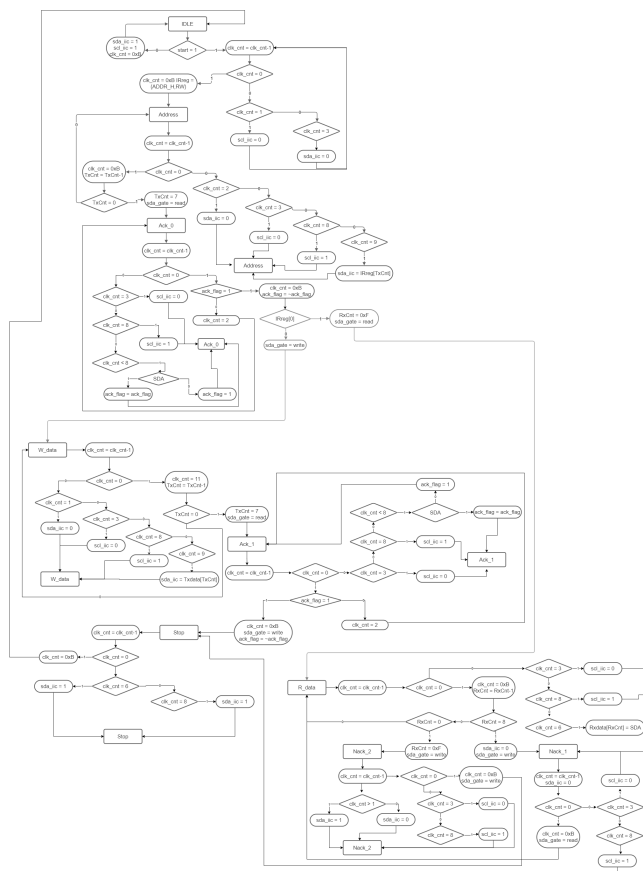 IDLE
start = 1
sda_iic = 1
scl_iic = 1
clk_cnt = 0xB
clk_cnt = clk_cnt-1
clk_cnt = 0
clk_cnt = 0xB IRreg =
{ADDR_H,RW}
Address
clk_cnt = 1
clk_cnt = 3
scl_iic = 0
sda_iic = 0
clk_cnt = clk_cnt-1
clk_cnt = 0
clk_cnt = 0xB
TxCnt = TxCnt-1
TxCnt = 0
TxCnt = 7
sda_gate = read
clk_cnt = 2
clk_cnt = 3
clk_cnt = 8
clk_cnt = 9
sda_iic = 0
scl_iic = 0
scl_iic = 1
sda_iic = IRreg[TxCnt]
Address
Ack_0
clk_cnt = clk_cnt-1
clk_cnt = 0
clk_cnt = 3
scl_iic = 0
ack_flag = 1
clk_cnt = 0xB
ack_flag = ~ack_flag
clk_cnt = 2
IRreg[0]
RxCnt = 0xF
sda_gate = read
sda_gate = write
clk_cnt = 8
scl_iic = 1
Ack_0
clk_cnt < 8
SDA
ack_flag = ack_flag
ack_flag = 1
W_data
clk_cnt = clk_cnt-1
clk_cnt = 0
clk_cnt = 11
TxCnt = TxCnt-1
TxCnt = 0
TxCnt = 7
sda_gate = read
clk_cnt = 1
clk_cnt = 3
clk_cnt = 8
clk_cnt = 9
sda_iic = 0
scl_iic = 0
scl_iic = 1
sda_iic = Txdata[TxCnt]
W_data
Ack_1
clk_cnt = clk_cnt-1
clk_cnt = 0
clk_cnt = 3
scl_iic = 0
clk_cnt = 8
scl_iic = 1
clk_cnt < 8
SDA
ack_flag = 1
ack_flag = ack_flag
Ack_1
ack_flag = 1
clk_cnt = 2
clk_cnt = 0xB
sda_gate = write
ack_flag = ~ack_flag
Stop
clk_cnt = clk_cnt-1
clk_cnt = 0
clk_cnt = 0xB
clk_cnt = 6
sda_iic = 1
clk_cnt = 8
sda_iic = 1
Stop
R_data
clk_cnt = clk_cnt-1
clk_cnt = 0
clk_cnt = 0xB
RxCnt = RxCnt-1
clk_cnt = 3
scl_iic = 0
clk_cnt = 8
scl_iic = 1
clk_cnt = 6
Rxdata[RxCnt] = SDA
RxCnt = 0
RxCnt = 8
Nack_2
RxCnt = 0xF
sda_gate = write
sda_iic = 0
sda_gate = write
Nack_1
clk_cnt = clk_cnt-1
clk_cnt = 0
clk_cnt = 0xB
sda_gate = write
clk_cnt = 3
scl_iic = 0
clk_cnt = 8
scl_iic = 1
sda_iic = 1
sda_iic = 0
Nack_2
clk_cnt = clk_cnt-1
sda_iic = 0
clk_cnt = 0
clk_cnt = 3
scl_iic = 0
clk_cnt = 0xB
sda_gate = read
clk_cnt = 8
scl_iic = 1